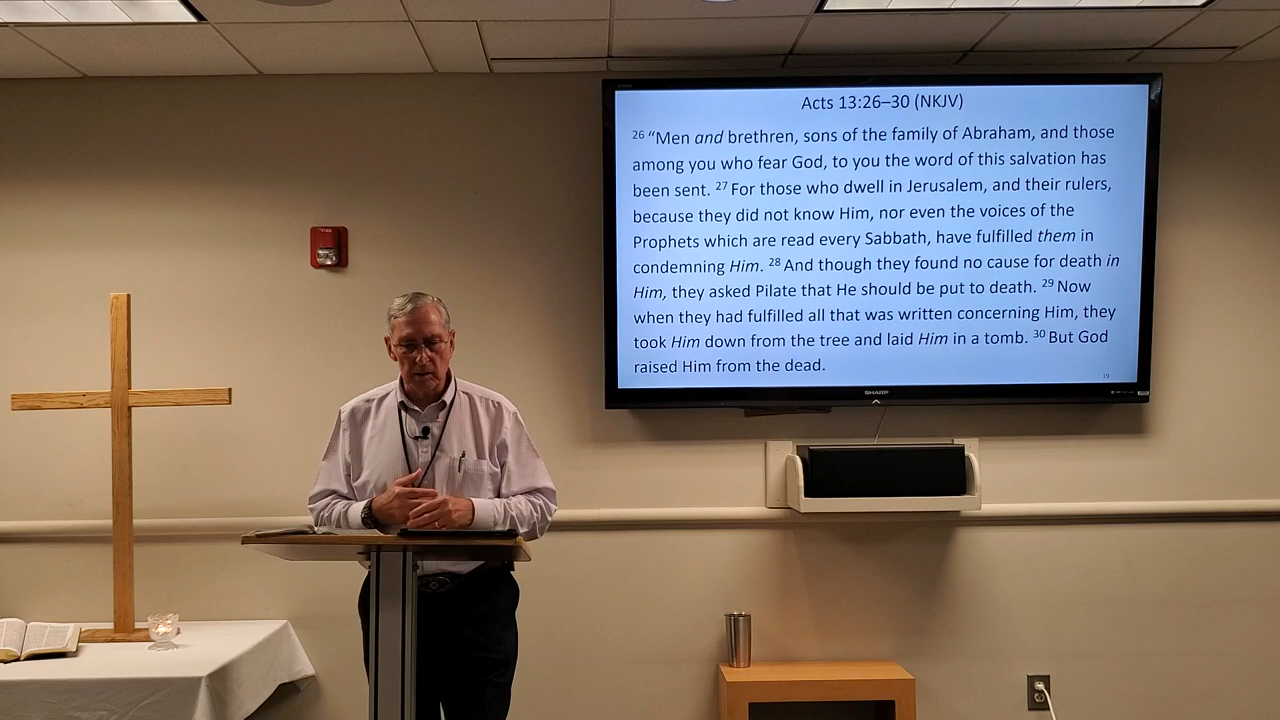 Acts 13:26–30 (NKJV)
26 “Men and brethren, sons of the family of Abraham, and those
among you who fear God, to you the word of this salvation has
been sent. 27 For those who dwell in Jerusalem, and their rulers,
because they did not know Him, nor even the voices of the
Prophets which are read every Sabbath, have fulfilled them in
condemning Him. 28 And though they found no cause for death in
Him, they asked Pilate that He should be put to death. 29 Now
when they had fulfilled all that was written concerning Him, they
took Him down from the tree and laid Him in a tomb. 30 But God
raised Him from the dead.
19
SHARP
FIRE